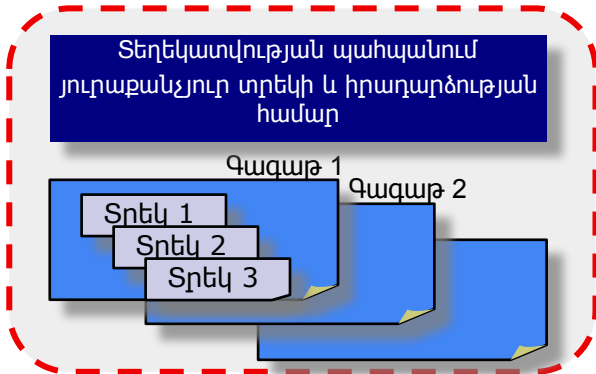 Տեղեկատվության պահպանում
յուրաքանչյուր տրեկի և իրադարձության
համար
Գագաթ 1
Գագաթ 2
Տրեկ 1
Տրեկ 2
Տրեկ 3